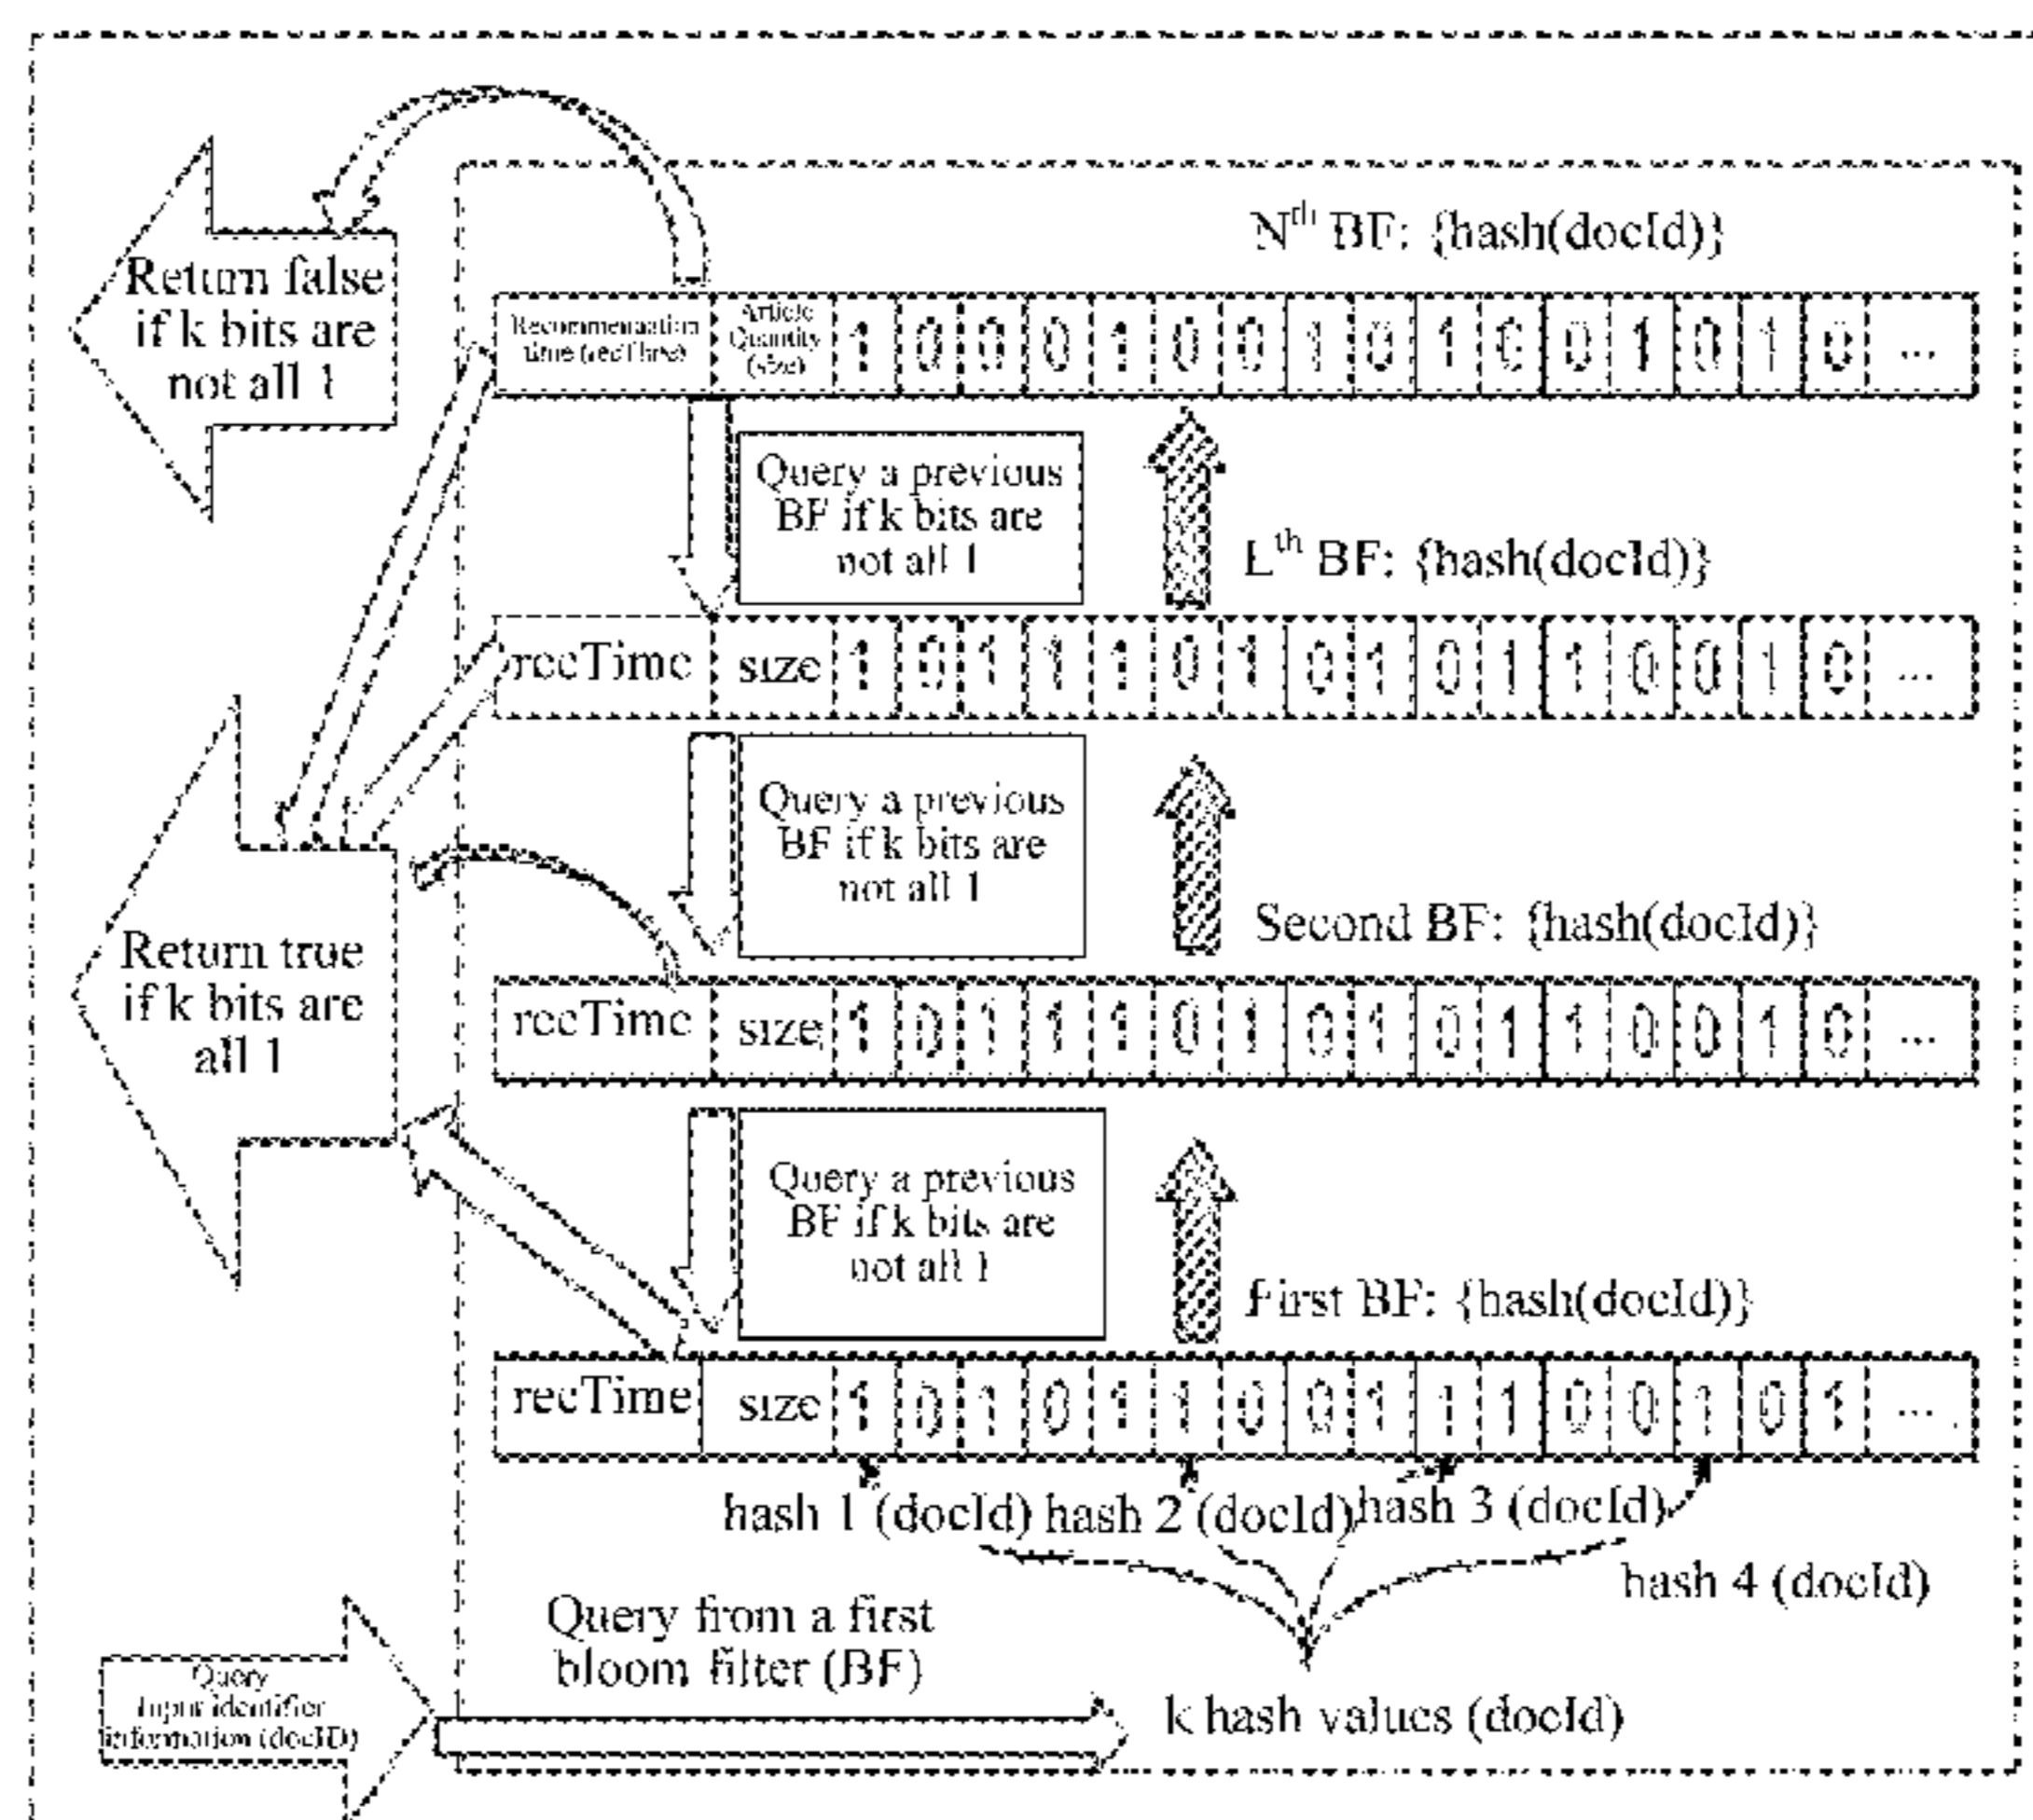 Nth BF: {hash(docId)}
Return false
if k bits are
not all 1
Recommendation
time (recTime)
Article
Quantity
(size)
1 0 0 0 1 0 0 1 0 1 0 0 1 0 1 0 ...
Query a previous
BF if k bits are
not all 1
Lth BF: {hash(docId)}
recTime size 1 0 1 1 1 0 1 0 1 0 1 1 0 0 1 0 ...
Query a previous
BF if k bits are
not all 1
Second BF: {hash(docId)}
Return true
if k bits are
all 1
recTime size 1 0 1 1 1 0 1 0 1 0 1 1 0 0 1 0 ...
Query a previous
BF if k bits are
not all 1
First BF: {hash(docId)}
recTime size 1 0 1 0 1 1 0 0 1 1 1 0 0 1 0 1 ...
hash 1 (docId) hash 2 (docId) hash 3 (docId)
hash 4 (docId)
Query from a first
bloom filter (BF)
Query
Input identifier
information (docID)
k hash values (docId)